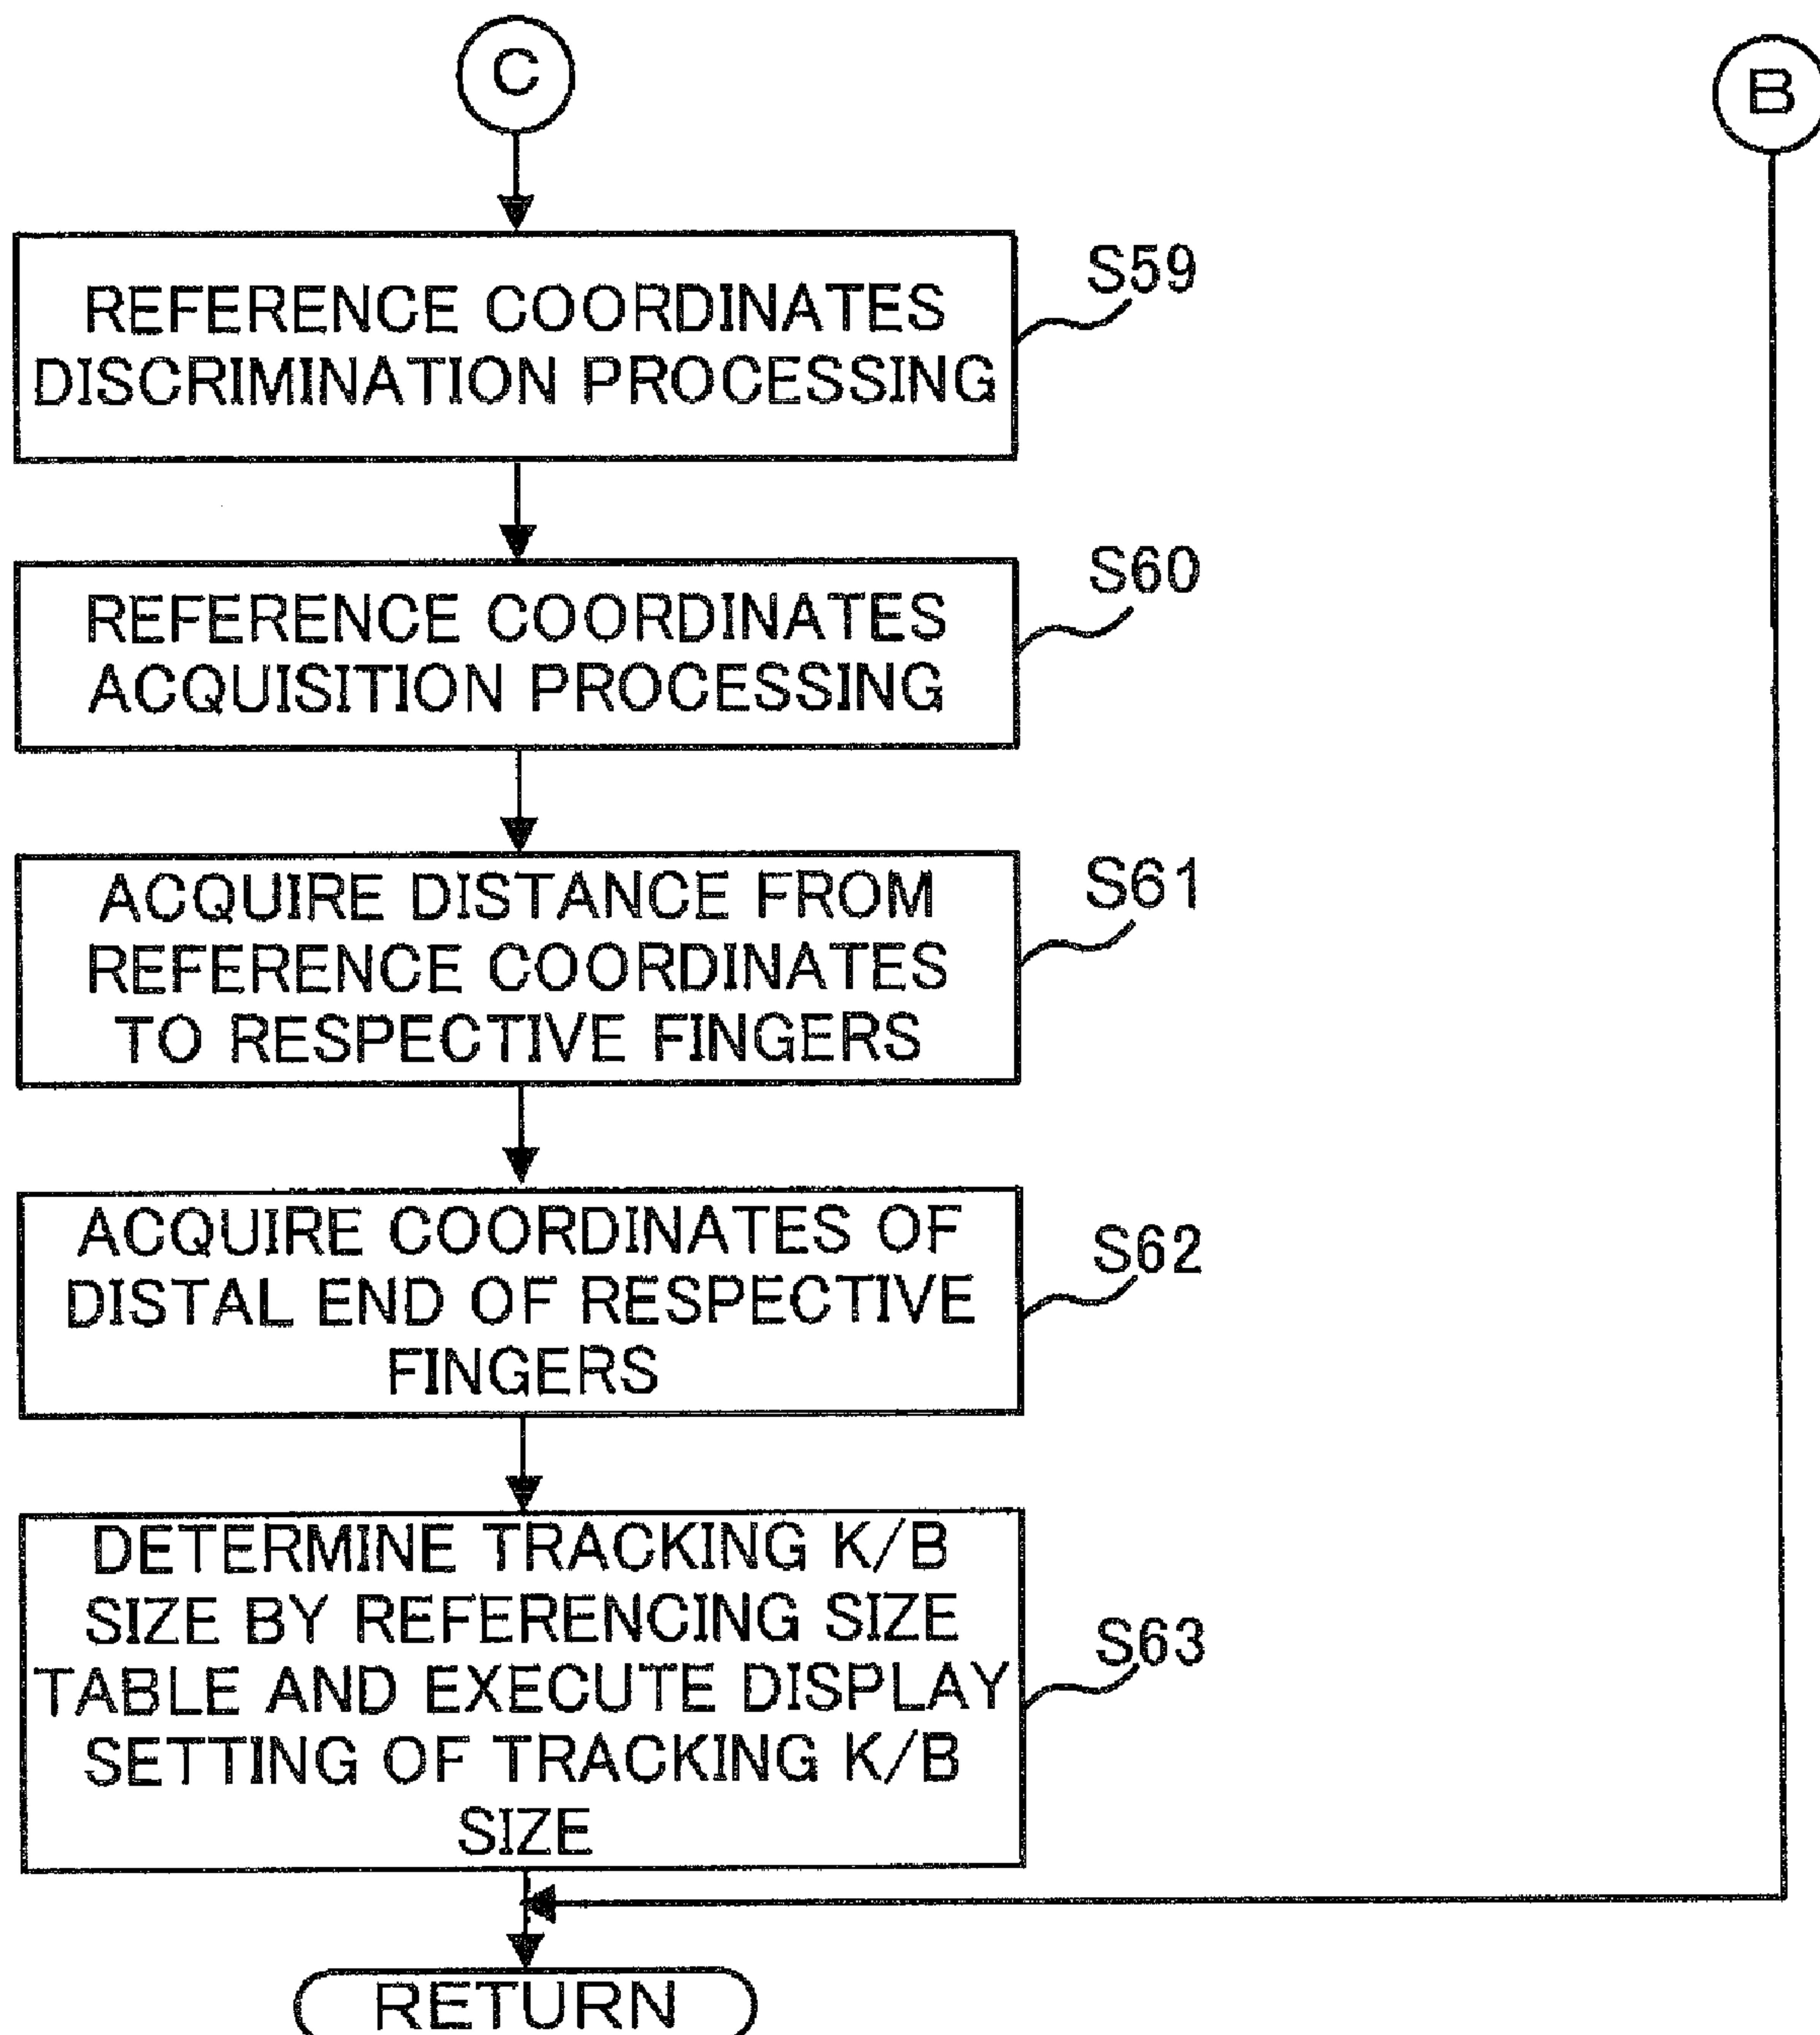 C
B
REFERENCE COORDINATES
DISCRIMINATION PROCESSING
S59
REFERENCE COORDINATES
ACQUISITION PROCESSING
S60
ACQUIRE DISTANCE FROM
REFERENCE COORDINATES
TO RESPECTIVE FINGERS
S61
ACQUIRE COORDINATES OF
DISTAL END OF RESPECTIVE
FINGERS
S62
DETERMINE TRACKING K/B
SIZE BY REFERENCING SIZE
TABLE AND EXECUTE DISPLAY
SETTING OF TRACKING K/B
SIZE
S63
RETURN